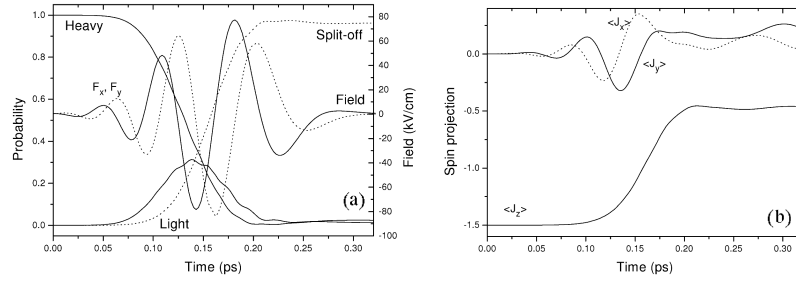 Heavy
Split-off
F_x, F_y
Field
Light
(a)
Probability
1.0
0.8
0.6
0.4
0.2
0.0
80
60
40
20
0
-20
-40
-60
-80
-100
Field (kV/cm)
0.00 0.05 0.10 0.15 0.20 0.25 0.30
Time (ps)
<J_x>
<J_y>
<J_z>
(b)
Spin projection
0.0
-0.5
-1.0
-1.5
0.00 0.05 0.10 0.15 0.20 0.25 0.30
Time (ps)